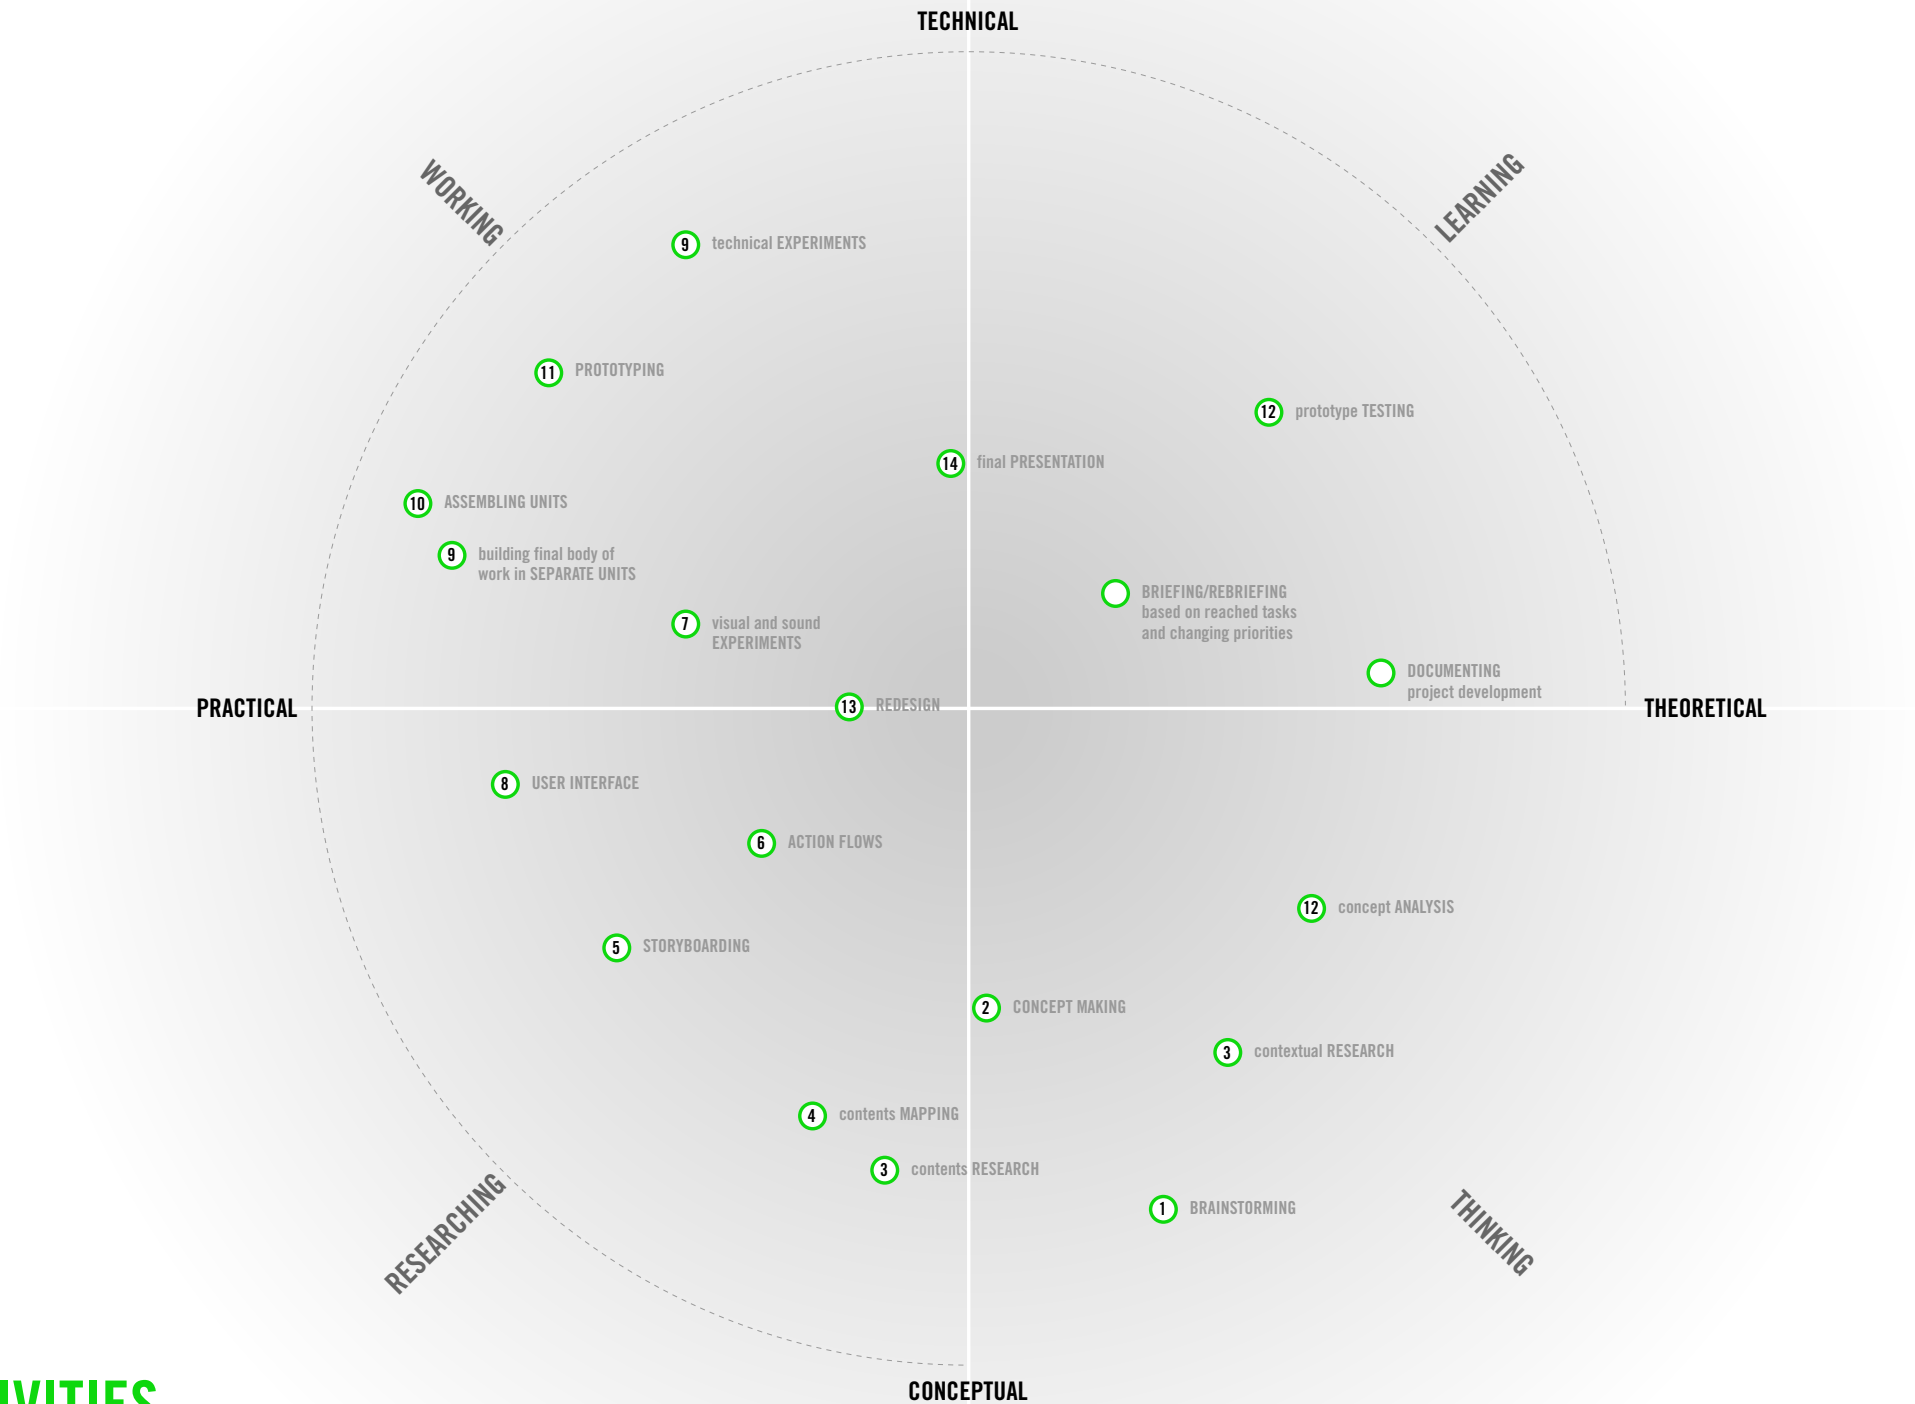 TECHNICAL
WORKING
LEARNING
9 technical EXPERIMENTS
11 PROTOTYPING
12 prototype TESTING
14 final PRESENTATION
10 ASSEMBLING UNITS
9 building final body of
work in SEPARATE UNITS
BRIEFING/REBRIEFING
based on reached tasks
and changing priorities
7 visual and sound
EXPERIMENTS
DOCUMENTING
project development
PRACTICAL
13 REDESIGN
THEORETICAL
8 USER INTERFACE
6 ACTION FLOWS
12 concept ANALYSIS
5 STORYBOARDING
2 CONCEPT MAKING
3 contextual RESEARCH
4 contents MAPPING
3 contents RESEARCH
1 BRAINSTORMING
RESEARCHING
THINKING
CONCEPTUAL